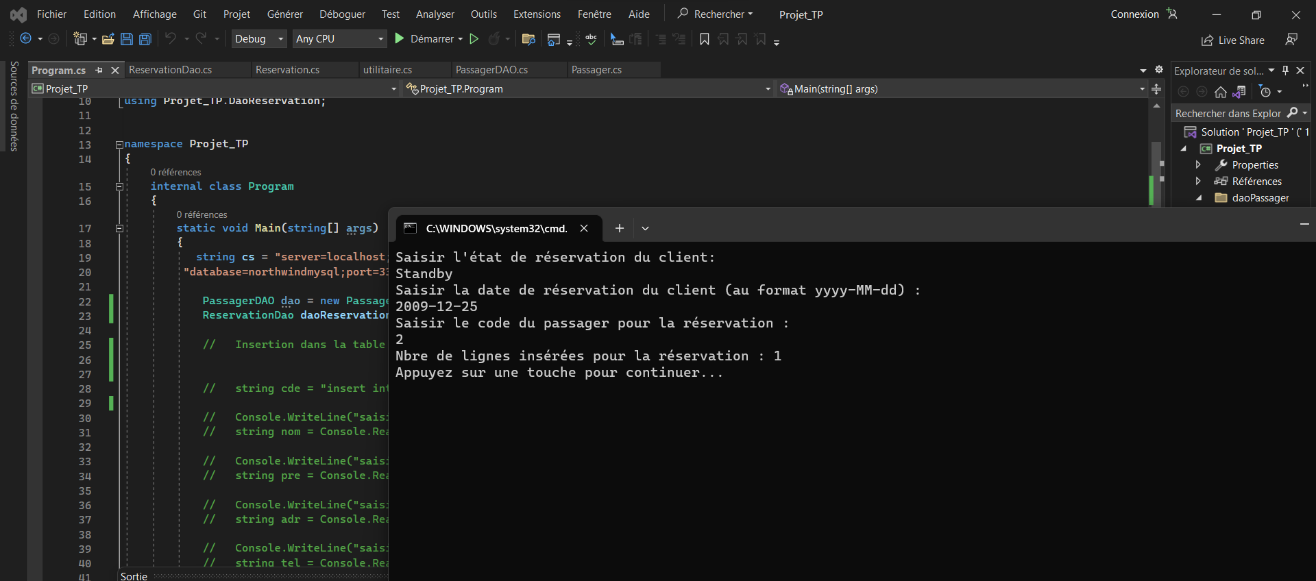 Fichier Edition Affichage Git Projet Générer Déboguer Test Analyser Outils Extensions Fenêtre Aide Rechercher Projet_TP Connexion
Debug Any CPU Démarrer abc Live Share
Sources de données
Program.cs ReservationDao.cs Reservation.cs utilitaire.cs PassagerDAO.cs Passager.cs
Projet_TP Projet_TP.Program Main(string[] args)
10 using Projet_TP.DaoReservation;
11
12
13 namespace Projet_TP
14 {
0 références
15 internal class Program
16 {
0 références
17 static void Main(string[] args)
18 {
19 string cs = "server=localhost;
20 "database=northwindmysql;port=33
21
22 PassagerDAO dao = new Passage
23 ReservationDao daoReservation
24
25 // Insertion dans la table
26
27
28 // string cde = "insert int
29
30 // Console.WriteLine("saisi
31 // string nom = Console.Rea
32
33 // Console.WriteLine("saisi
34 // string pre = Console.Rea
35
36 // Console.WriteLine("saisi
37 // string adr = Console.Rea
38
39 // Console.WriteLine("saisi
40 // string tel = Console.Rea
41
Sortie
Explorateur de sol...
Rechercher dans Explor
Solution ' Projet_TP ' (' 1
C# Projet_TP
Properties
Références
daoPassager
C:\WINDOWS\system32\cmd.
Saisir l'état de réservation du client:
Standby
Saisir la date de réservation du client (au format yyyy-MM-dd) :
2009-12-25
Saisir le code du passager pour la réservation :
2
Nbre de lignes insérées pour la réservation : 1
Appuyez sur une touche pour continuer...